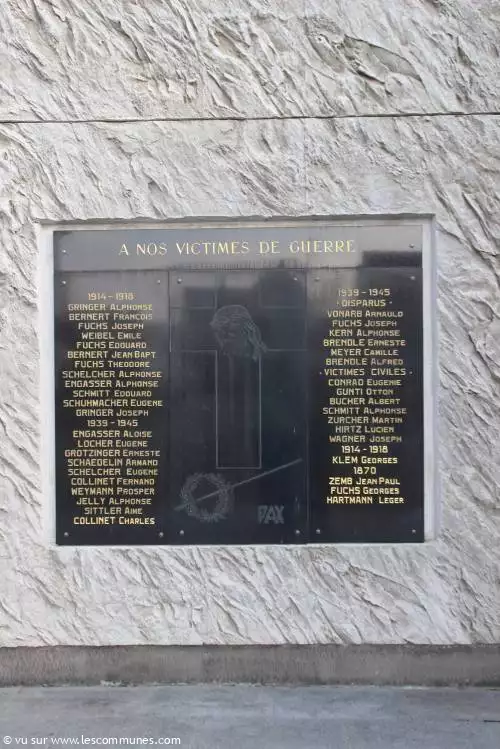 A NOS VICTIMES DE GUERRE
1914 - 1918
GRINGER ALPHONSE
BERNERT FRANÇOIS
FUCHS JOSEPH
WEIBEL EMILE
FUCHS EDOUARD
BERNERT JEAN BAPT.
FUCHS THEODORE
SCHELCHER ALPHONSE
ENGASSER ALPHONSE
SCHMITT EDOUARD
SCHUHMACHER EUGENE
GRINGER JOSEPH
1939 - 1945
ENGASSER ALOISE
LOCHER EUGENE
GROTZINGER ERNESTE
SCHAEDELIN ARMAND
SCHELCHER EUGENE
COLLINET FERNAND
WEYMANN PROSPER
JELLY ALPHONSE
SITTLER AIME
COLLINET CHARLES
PAX
1939 - 1945
· DISPARUS ·
VONARB ARNAULD
FUCHS JOSEPH
KERN ALPHONSE
BRENDLE ERNESTE
MEYER CAMILLE
BRENDLE ALFRED
· VICTIMES CIVILES ·
CONRAD EUGENIE
GUNTI OTTON
BUCHER ALBERT
SCHMITT ALPHONSE
ZURCHER MARTIN
HIRTZ LUCIEN
WAGNER JOSEPH
1914 - 1918
KLEM GEORGES
1870
ZEMB JEAN PAUL
FUCHS GEORGES
HARTMANN LEGER
© vu sur www.lescommunes.com